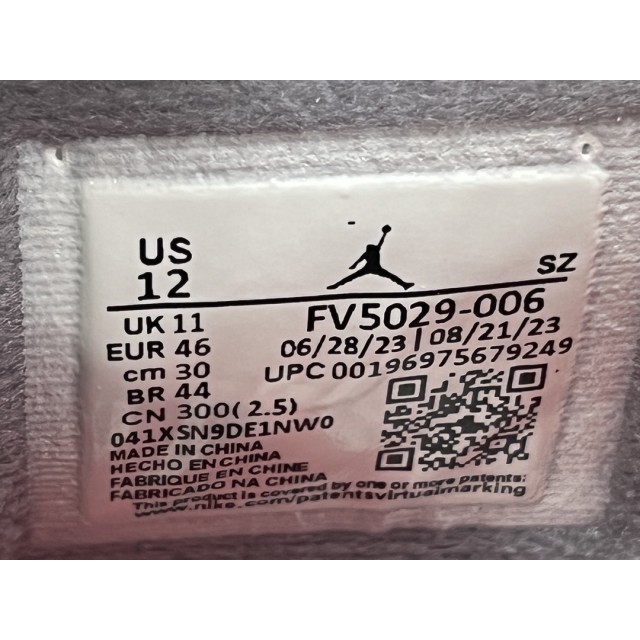 US
12
SZ
UK 11
FV5029-006
EUR 46
06/28/23 | 08/21/23
cm 30
UPC 00196975679249
BR 44
CN 300( 2.5)
041XSN9DE1NW0
MADE IN CHINA
HECHO EN CHINA
FABRIQUE EN CHINE
FABRICADO NA CHINA
This product is covered by one or more patents:
www.nike.com/patentsvirtualmarking